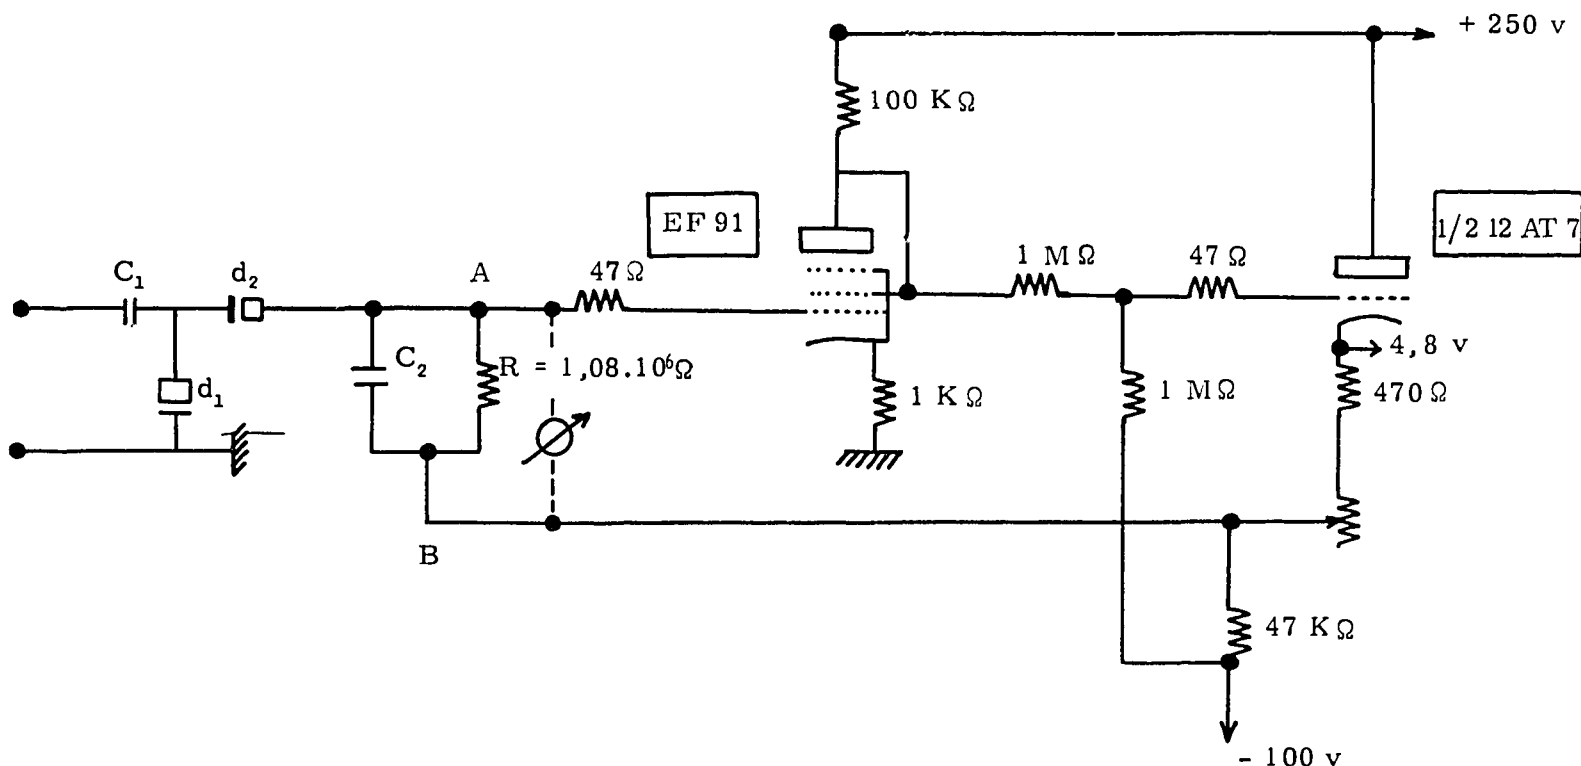 + 250 v
100 KΩ
EF 91
1/2 12 AT 7
C₁
d₂
A
47Ω
1 MΩ
47Ω
4,8 v
C₂
R = 1,08.10⁶Ω
d₁
1 KΩ
1 MΩ
470Ω
B
47 KΩ
- 100 v